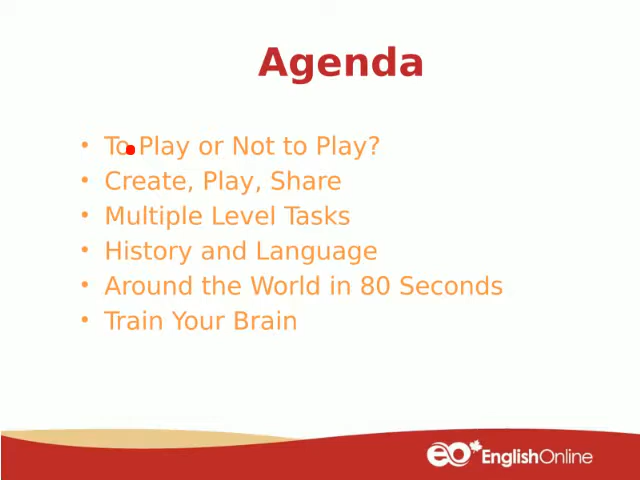 Agenda
• To Play or Not to Play?
• Create, Play, Share
• Multiple Level Tasks
• History and Language
• Around the World in 80 Seconds
• Train Your Brain
eo EnglishOnline